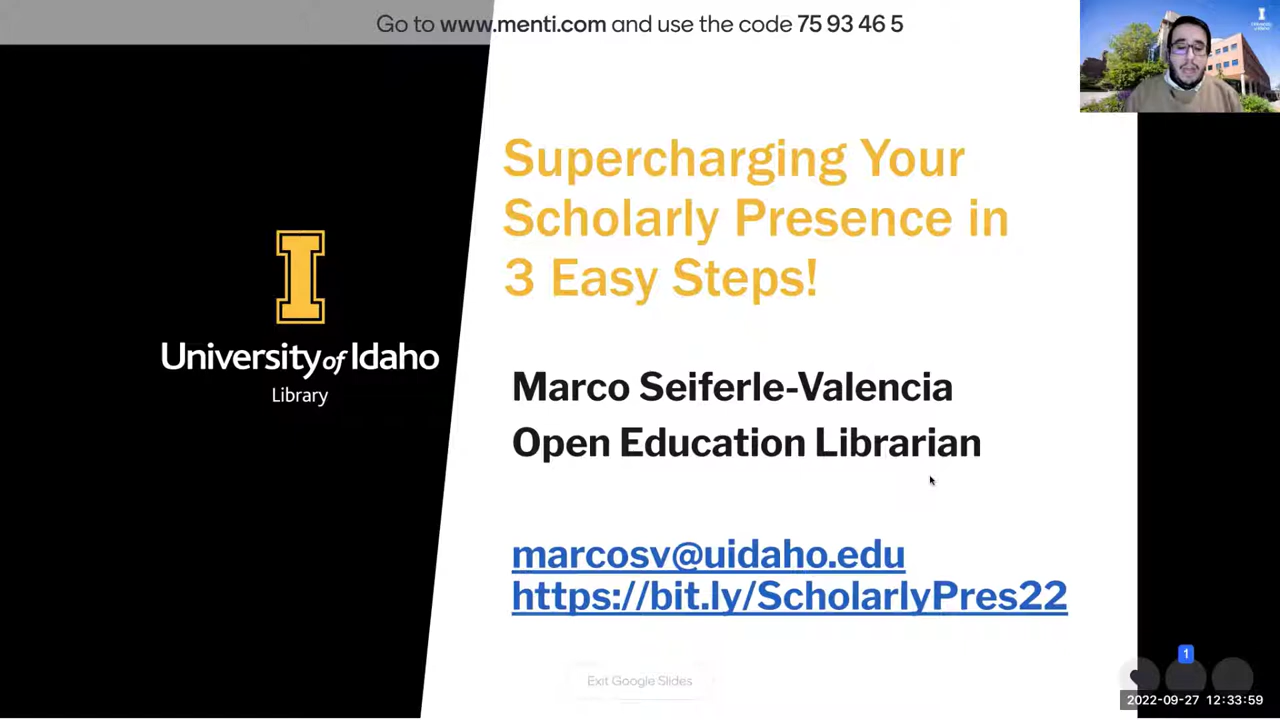 Go to www.menti.com and use the code 75 93 46 5
Supercharging Your
Scholarly Presence in
3 Easy Steps!
I
University of Idaho
Library
Marco Seiferle-Valencia
Open Education Librarian
marcosv@uidaho.edu
https://bit.ly/ScholarlyPres22
Exit Google Slides
1
2022-09-27 12:33:59